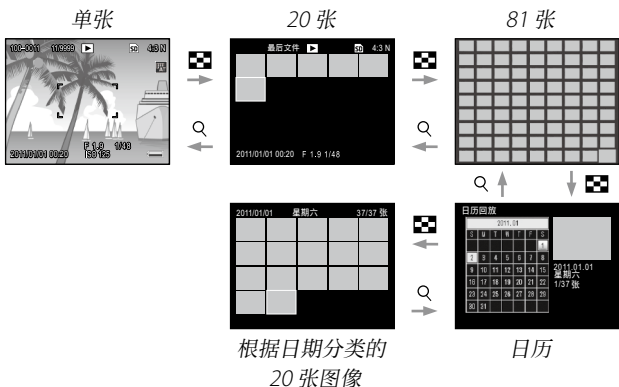 单张
20 张
81 张
100-0011 11/9999 SD 4:3 N
F 1.9 1/48
2011/01/01 00:20 ISO 125
最后文件 SD 4:3 N
2011/01/01 00:20 F 1.9 1/48
2011/01/01 星期六 37/37 张
日历回放
2011.01
S M T W T F S
1
2 3 4 5 6 7 8
9 10 11 12 13 14 15
16 17 18 19 20 21 22
23 24 25 26 27 28 29
30 31
2011.01.01
星期六
1/37 张
根据日期分类的
20 张图像
日历